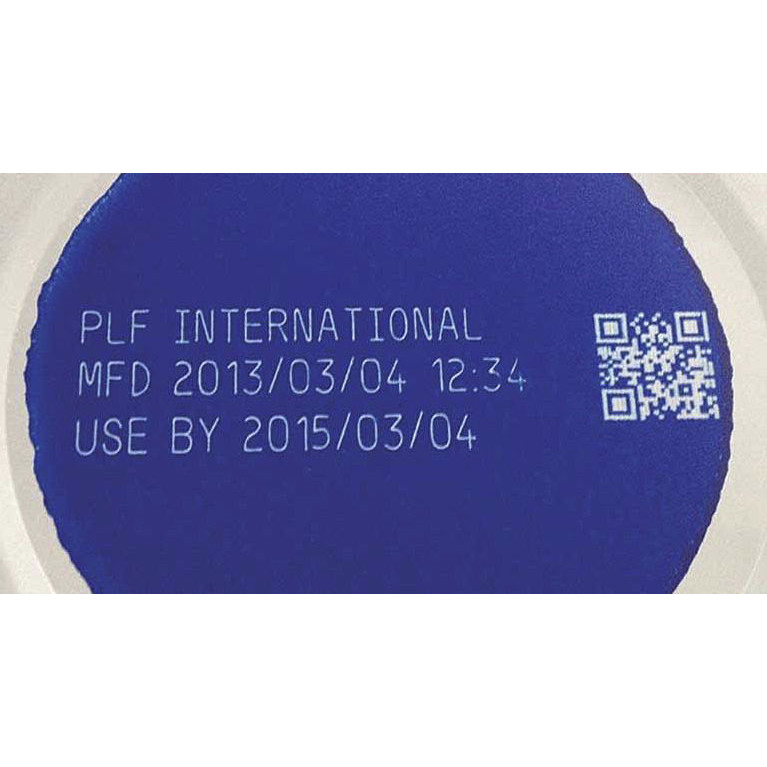 PLF INTERNATIONAL
MFD 2013/03/04 12:34
USE BY 2015/03/04